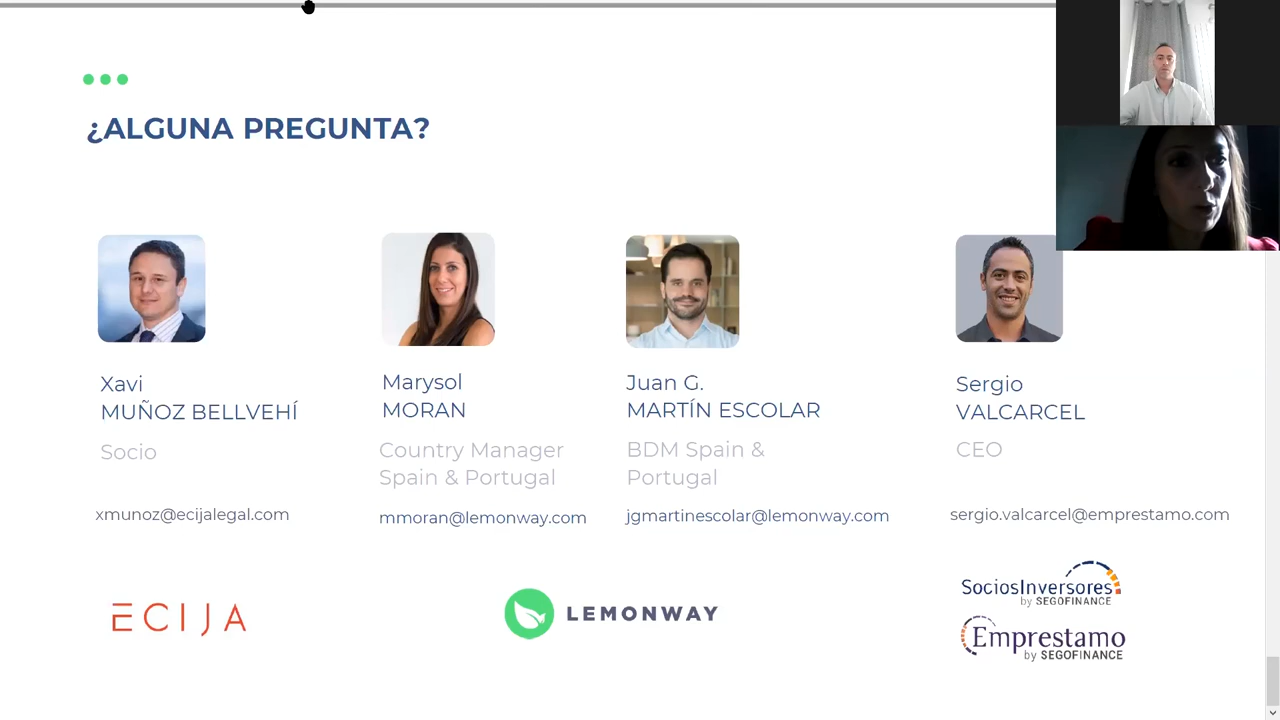 ¿ALGUNA PREGUNTA?
Xavi
MUÑOZ BELLVEHÍ
Socio
xmunoz@ecijalegal.com
Marysol
MORAN
Country Manager
Spain & Portugal
mmoran@lemonway.com
Juan G.
MARTÍN ESCOLAR
BDM Spain &
Portugal
jgmartinescolar@lemonway.com
Sergio
VALCARCEL
CEO
sergio.valcarcel@emprestamo.com
ECIJA
LEMONWAY
SociosInversores
by SEGOFINANCE
Emprestamo
by SEGOFINANCE